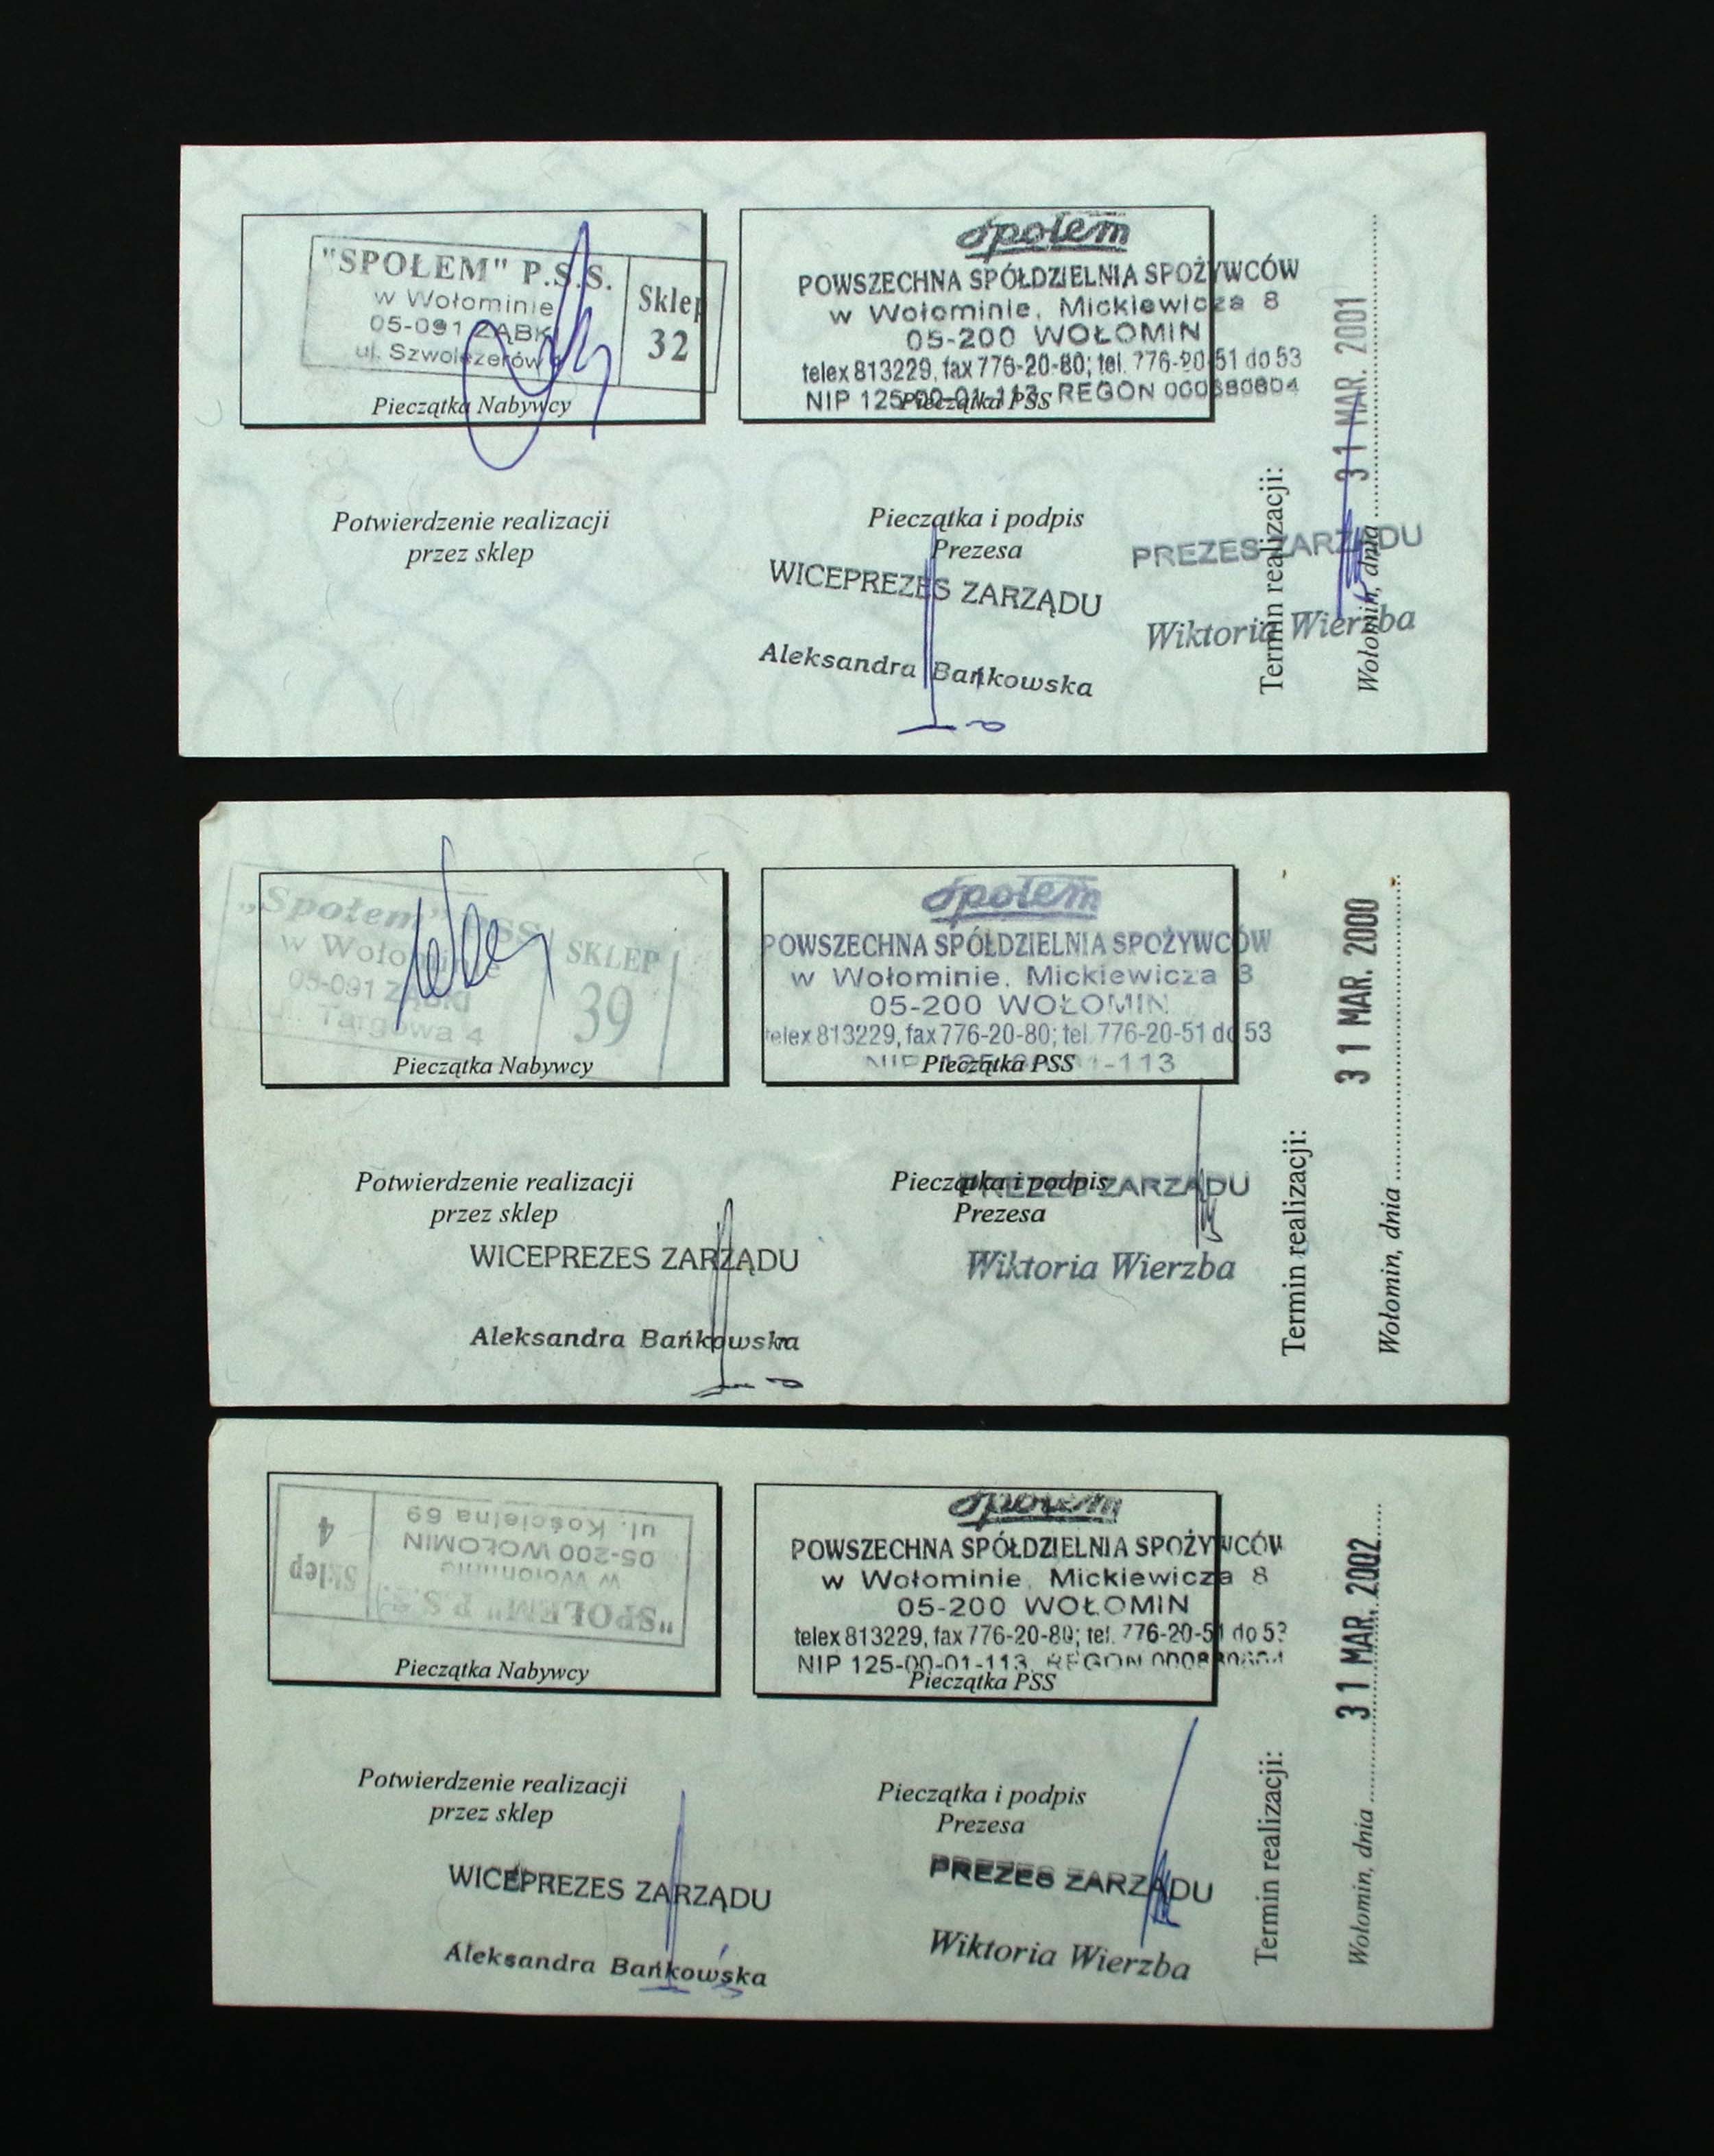 "SPOŁEM" P.S.S.
w Wołominie
05-091 ZĄBKI
ul. Szwoleżerów
Sklep
32
Pieczątka Nabywcy
Społem
POWSZECHNA SPÓŁDZIELNIA SPOŻYWCÓW
w Wołominie, Mickiewicza 8
05-200 WOŁOMIN
telex 813229, fax 776-20-80; tel. 776-20-51 do 53
NIP 125-00-01-113, REGON
Pieczątka PSS
Potwierdzenie realizacji
przez sklep
Pieczątka i podpis
Prezesa
WICEPREZES ZARZĄDU
Aleksandra Bańkowska
PREZES ZARZĄDU
Wiktoria Wierzba
Termin realizacji:
31 MAR. 2001
Wołomin, dnia
„Społem" PSS
w Wołominie
05-091 ZĄBKI
Targowa 4
SKLEP
39
Pieczątka Nabywcy
Społem
POWSZECHNA SPÓŁDZIELNIA SPOŻYWCÓW
w Wołominie, Mickiewicza 8
05-200 WOŁOMIN
telex 813229, fax 776-20-80; tel. 776-20-51 do 53
NIP 125-00-01-113
Pieczątka PSS
Potwierdzenie realizacji
przez sklep
Pieczątka i podpis
Prezesa
WICEPREZES ZARZĄDU
Aleksandra Bańkowska
PREZES ZARZĄDU
Wiktoria Wierzba
Termin realizacji:
31 MAR. 2000
Wołomin, dnia
"SPOŁEM" P.S.S.
w Wołominie
05-200 WOŁOMIN
ul. Kościelna 69
Sklep
4
Pieczątka Nabywcy
Społem
POWSZECHNA SPÓŁDZIELNIA SPOŻYWCÓW
w Wołominie, Mickiewicza 8
05-200 WOŁOMIN
telex 813229, fax 776-20-80; tel. 776-20-51 do 53
NIP 125-00-01-113, REGON
Pieczątka PSS
Potwierdzenie realizacji
przez sklep
Pieczątka i podpis
Prezesa
WICEPREZES ZARZĄDU
Aleksandra Bańkowska
PREZES ZARZĄDU
Wiktoria Wierzba
Termin realizacji:
31 MAR. 2002
Wołomin, dnia